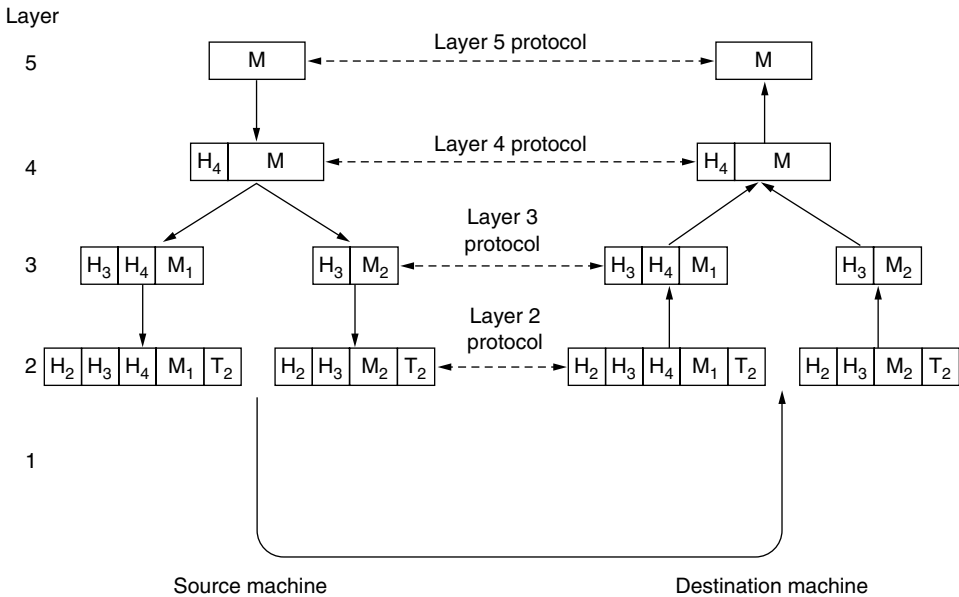 Layer
5 M Layer 5 protocol M
4 H₄ M Layer 4 protocol H₄ M
Layer 3
protocol
3 H₃ H₄ M₁ H₃ M₂ H₃ H₄ M₁ H₃ M₂
Layer 2
protocol
2 H₂ H₃ H₄ M₁ T₂ H₂ H₃ M₂ T₂ H₂ H₃ H₄ M₁ T₂ H₂ H₃ M₂ T₂
1
Source machine Destination machine